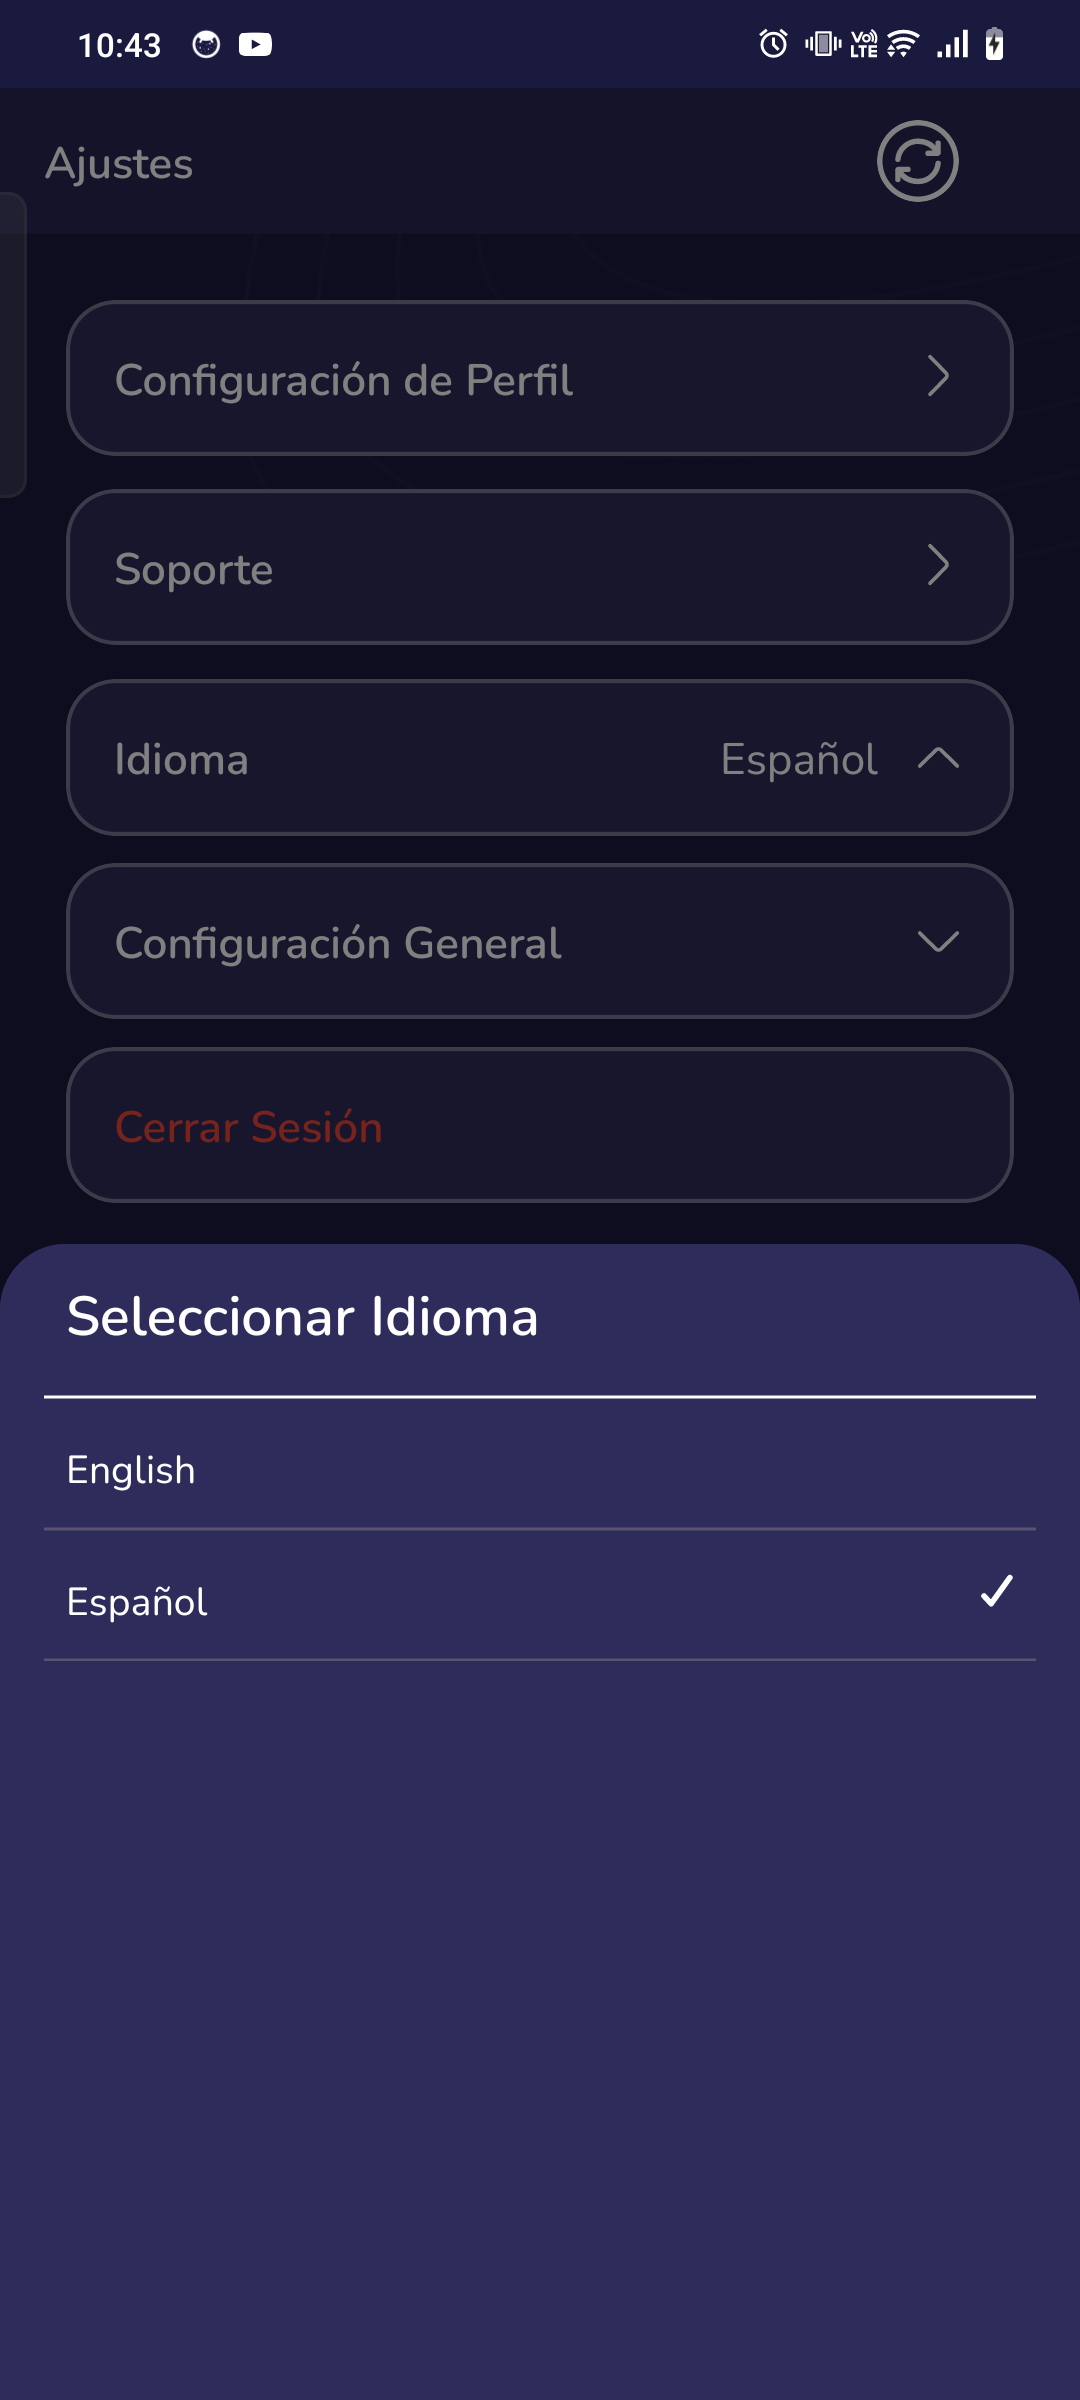 10:43
Vo)) LTE
Ajustes
Configuración de Perfil
Soporte
Idioma Español
Configuración General
Cerrar Sesión
Seleccionar Idioma
English
Español